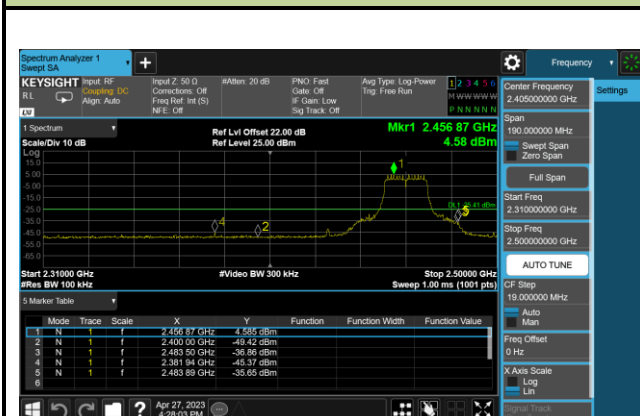 Spectrum Analyzer 1
Swept SA
+
Frequency
KEYSIGHT
R L
Input: RF
Coupling: DC
Align: Auto
Input Z: 50 Ω
Corrections: Off
Freq Ref: Int (S)
NFE: Off
#Atten: 20 dB
PNO: Fast
Gate: Off
IF Gain: Low
Sig Track: Off
Avg Type: Log-Power
Trig: Free Run
1 2 3 4 5 6
M W W W W W
P N N N N N
1 Spectrum
Scale/Div 10 dB
Ref Lvl Offset 22.00 dB
Ref Level 25.00 dBm
Mkr1 2.456 87 GHz
4.58 dBm
Log
15.0
5.00
-5.00
-15.0
-25.0
-35.0
-45.0
-55.0
-65.0
1
4
2
Start 2.31000 GHz
#Res BW 100 kHz
#Video BW 300 kHz
Stop 2.50000 GHz
Sweep 1.00 ms (1001 pts)
5 Marker Table
Mode Trace Scale X Y Function Function Width Function Value
1 N 1 f 2.456 87 GHz 4.585 dBm
2 N 1 f 2.400 00 GHz -49.42 dBm
3 N 1 f 2.483 50 GHz -36.86 dBm
4 N 1 f 2.381 94 GHz -45.37 dBm
5 N 1 f 2.483 89 GHz -35.65 dBm
6
Apr 27, 2023
4:28:03 PM
?
Center Frequency
2.405000000 GHz
Settings
Span
190.000000 MHz
Swept Span
Zero Span
Full Span
Start Freq
2.310000000 GHz
Stop Freq
2.500000000 GHz
AUTO TUNE
CF Step
19.000000 MHz
Auto
Man
Freq Offset
0 Hz
X Axis Scale
Log
Lin
Signal Track